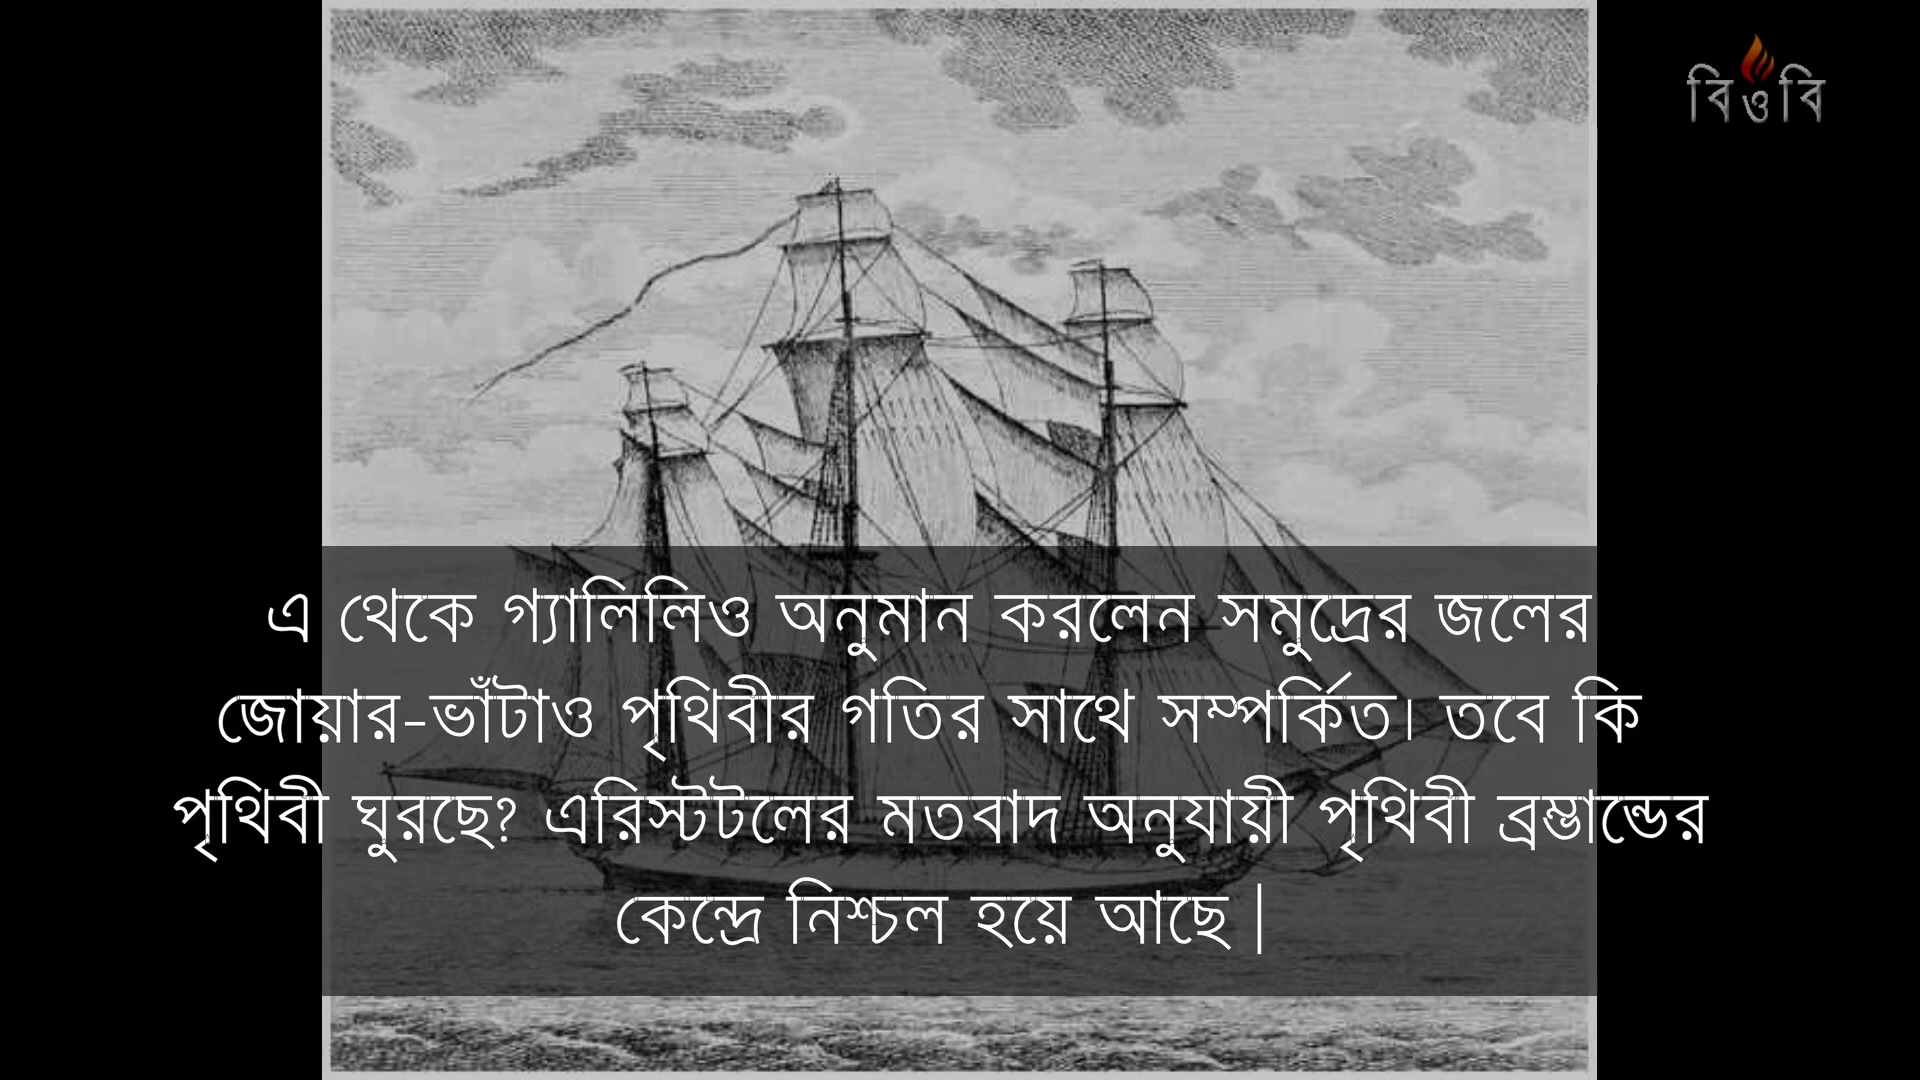 বিওবি
এ থেকে গ্যালিলিও অনুমান করলেন সমুদ্রের জলের
জোয়ার-ভাঁটাও পৃথিবীর গতির সাথে সম্পর্কিত। তবে কি
পৃথিবী ঘুরছে? এরিস্টটলের মতবাদ অনুযায়ী পৃথিবী ব্রম্ভান্ডের
কেন্দ্রে নিশ্চল হয়ে আছে |